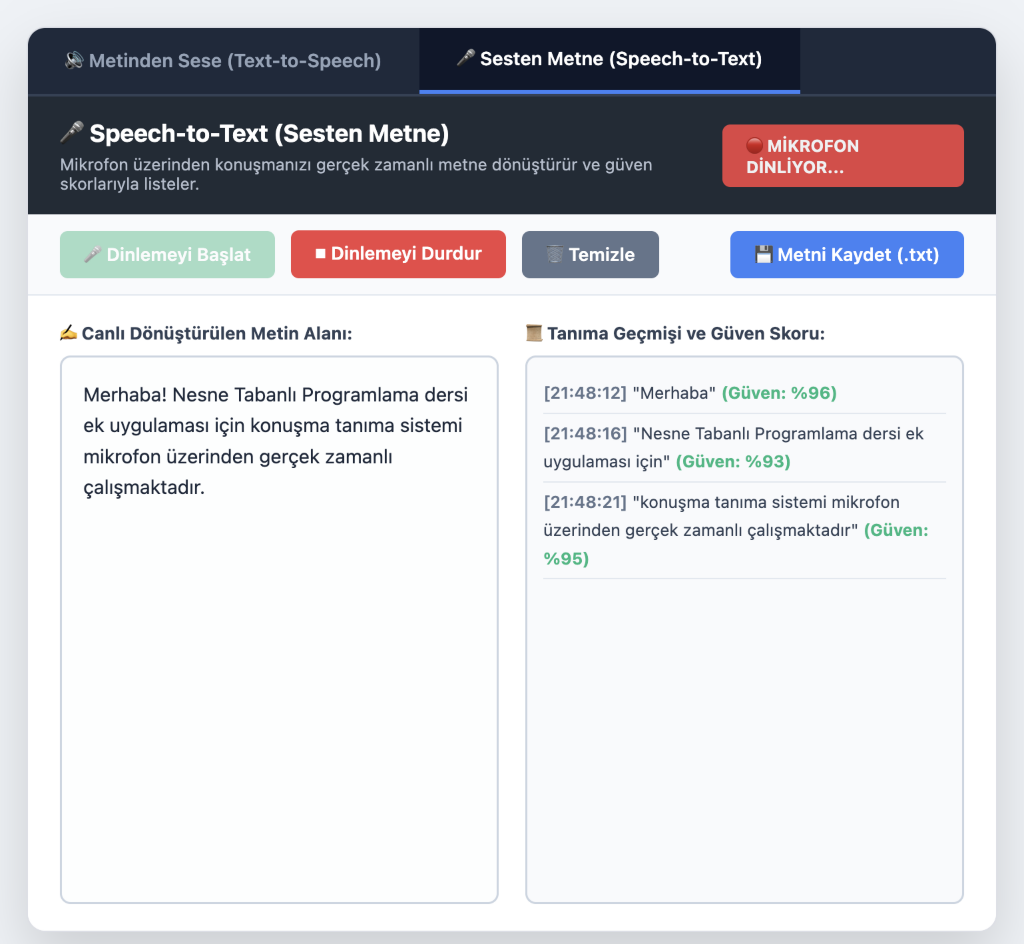 🔊 Metinden Sese (Text-to-Speech)
🎤 Sesten Metne (Speech-to-Text)
🎤 Speech-to-Text (Sesten Metne)
Mikrofon üzerinden konuşmanızı gerçek zamanlı metne dönüştürür ve güven
skorlarıyla listeler.
🔴 MİKROFON
DİNLİYOR...
🎤 Dinlemeyi Başlat
⏹ Dinlemeyi Durdur
🗑️ Temizle
💾 Metni Kaydet (.txt)
✍️ Canlı Dönüştürülen Metin Alanı:
Merhaba! Nesne Tabanlı Programlama dersi
ek uygulaması için konuşma tanıma sistemi
mikrofon üzerinden gerçek zamanlı
çalışmaktadır.
📜 Tanıma Geçmişi ve Güven Skoru:
[21:48:12] "Merhaba" (Güven: %96)
[21:48:16] "Nesne Tabanlı Programlama dersi ek
uygulaması için" (Güven: %93)
[21:48:21] "konuşma tanıma sistemi mikrofon
üzerinden gerçek zamanlı çalışmaktadır" (Güven:
%95)